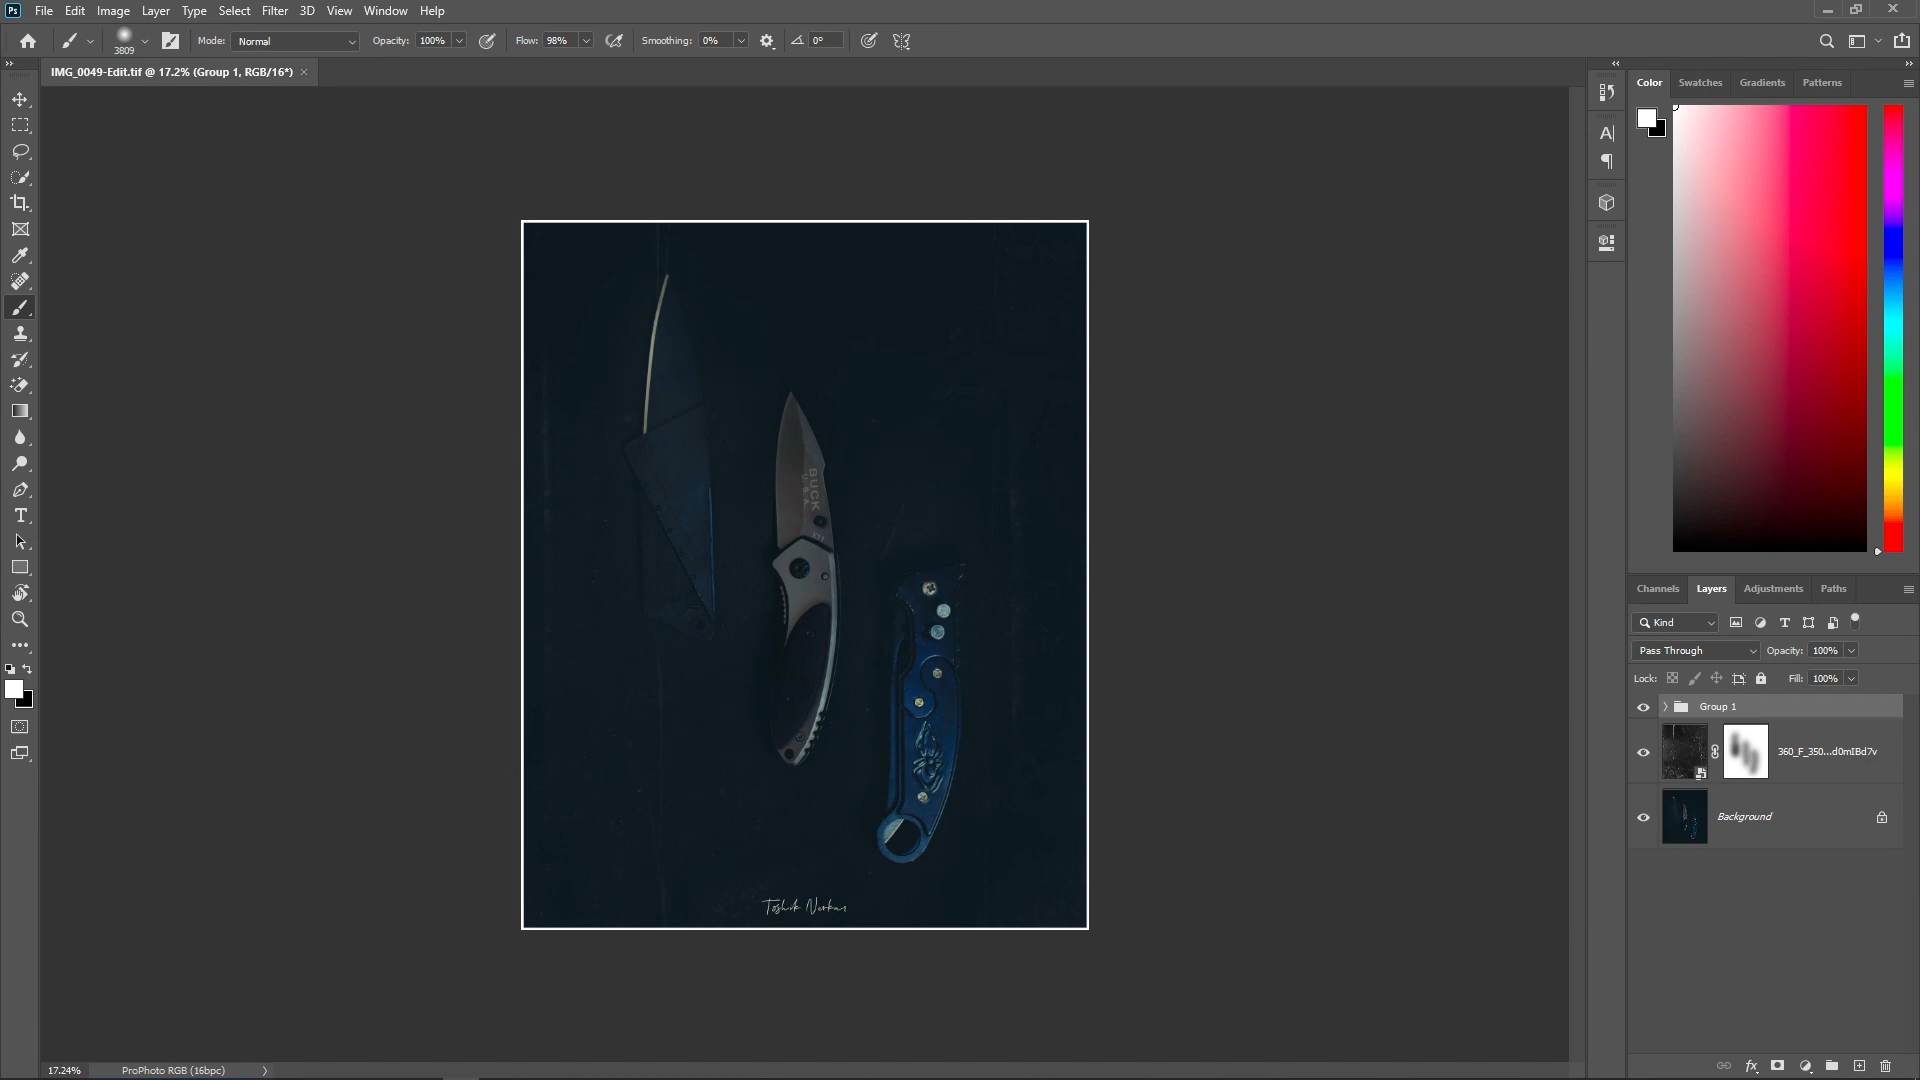 File Edit Image Layer Type Select Filter 3D View Window Help
3809 Mode: Normal Opacity: 100% Flow: 98% Smoothing: 0% 0°
IMG_0049-Edit.tif @ 17.2% (Group 1, RGB/16*) ×
Color Swatches Gradients Patterns
BUCK
U.S.A.
Toshik Nerkar
Channels Layers Adjustments Paths
Kind
Pass Through Opacity: 100%
Lock: Fill: 100%
Group 1
360_F_350...d0mIBd7v
Background
17.24% ProPhoto RGB (16bpc)